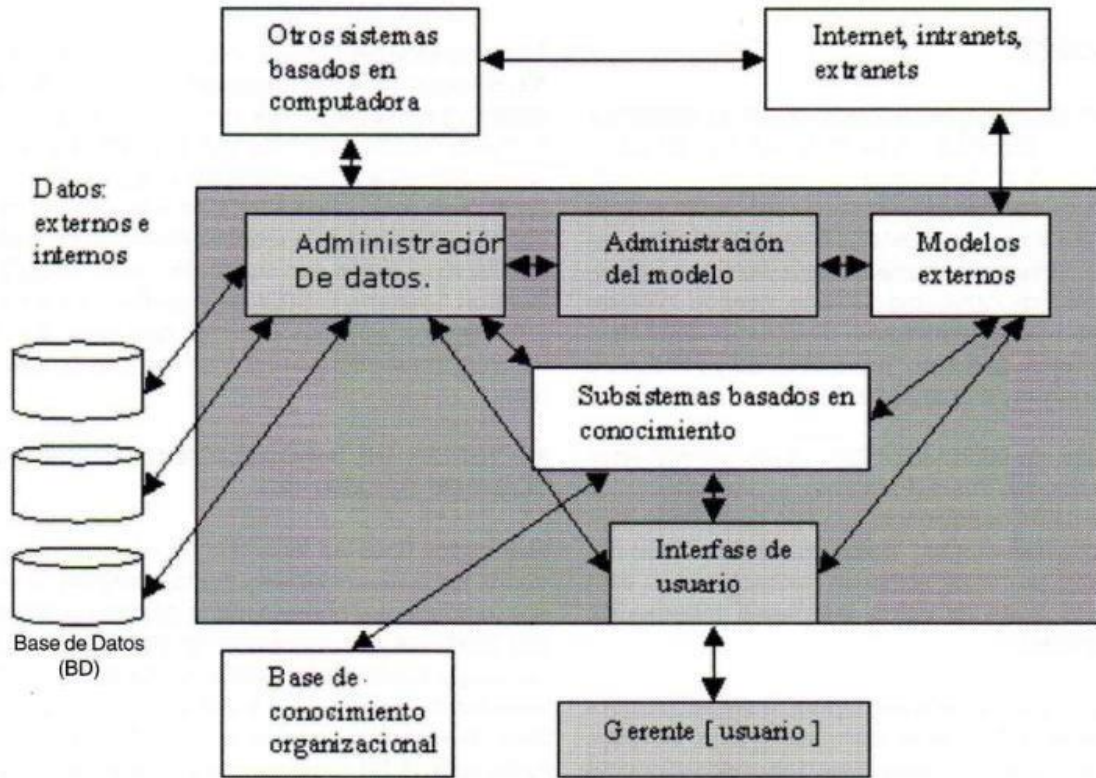 Otros sistemas
basados en
computadora
Internet, intranets,
extranets
Datos:
externos e
internos
Administración
De datos.
Administración
del modelo
Modelos
externos
Subsistemas basados en
conocimiento
Interfase de
usuario
Base de Datos
(BD)
Base de
conocimiento
organizacional
Gerente [ usuario ]